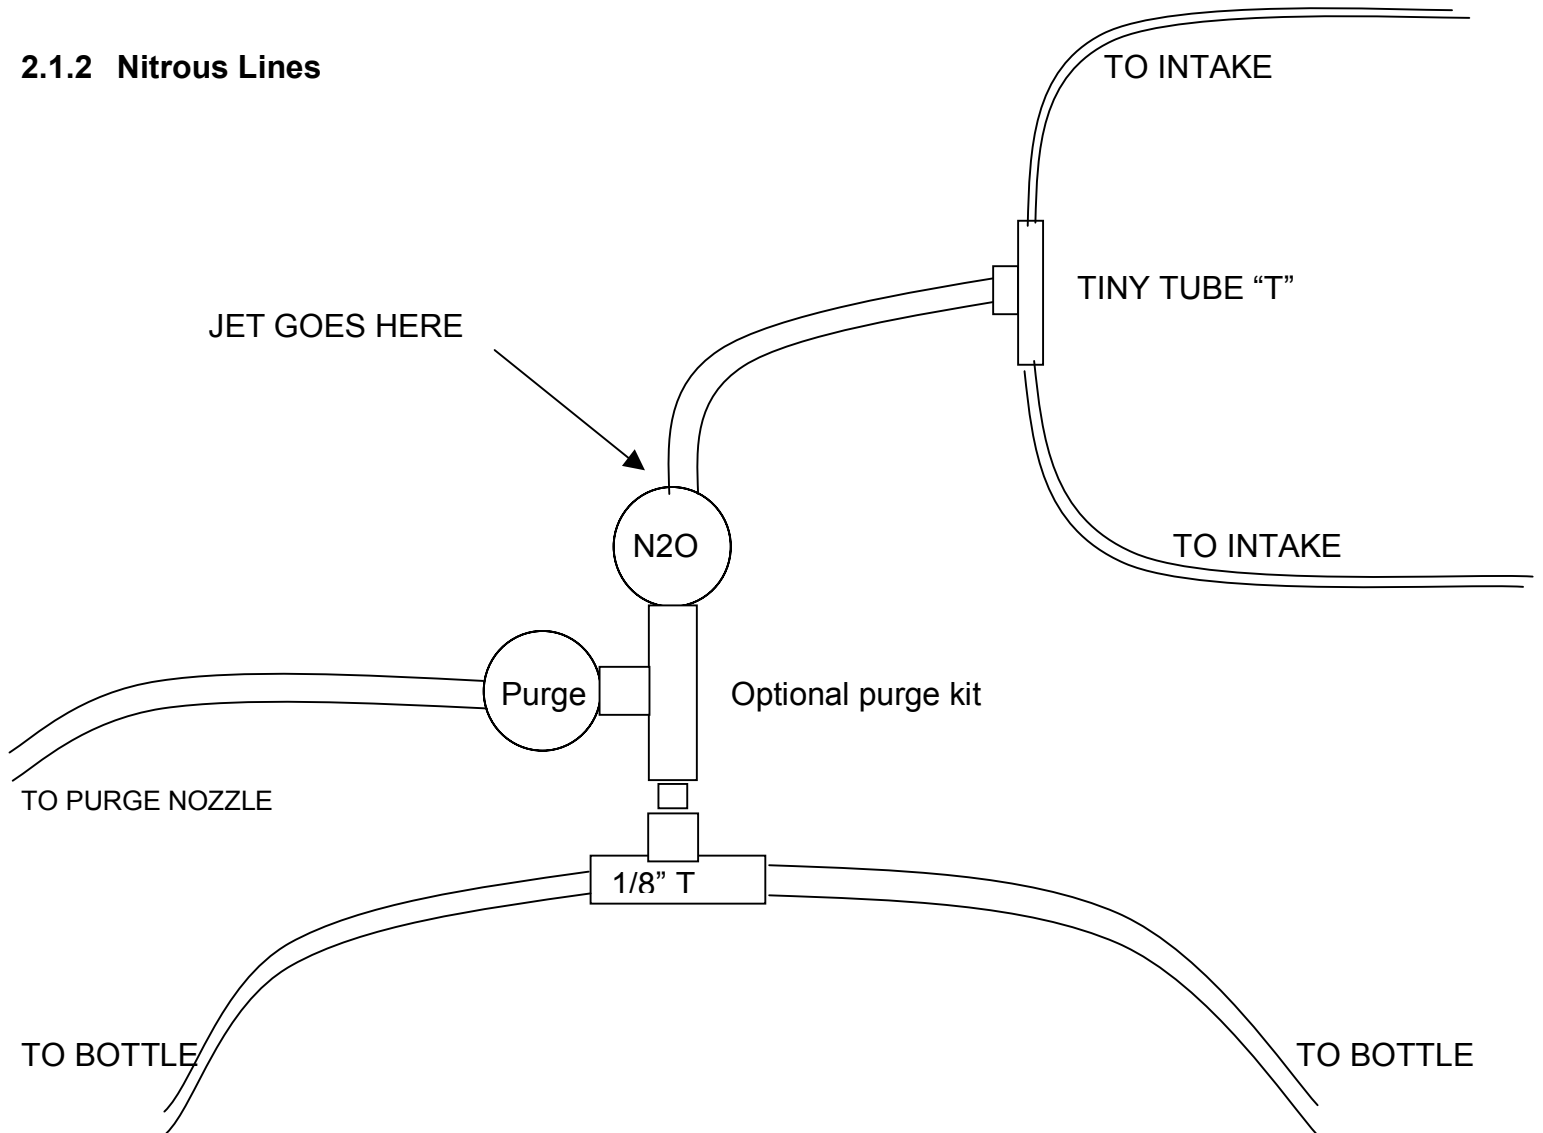 2.1.2 Nitrous Lines
TO INTAKE
TINY TUBE “T”
JET GOES HERE
N2O
TO INTAKE
Purge
Optional purge kit
TO PURGE NOZZLE
1/8” T
TO BOTTLE
TO BOTTLE